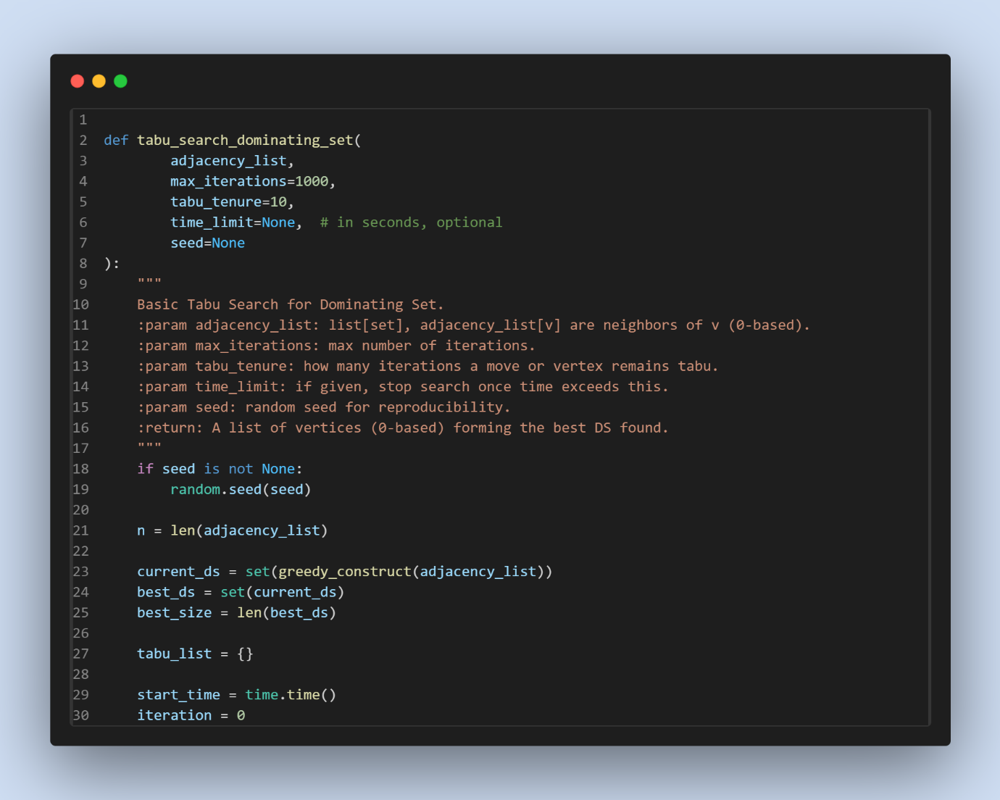 1
2 def tabu_search_dominating_set(
3         adjacency_list,
4         max_iterations=1000,
5         tabu_tenure=10,
6         time_limit=None,  # in seconds, optional
7         seed=None
8 ):
9     """
10     Basic Tabu Search for Dominating Set.
11     :param adjacency_list: list[set], adjacency_list[v] are neighbors of v (0-based).
12     :param max_iterations: max number of iterations.
13     :param tabu_tenure: how many iterations a move or vertex remains tabu.
14     :param time_limit: if given, stop search once time exceeds this.
15     :param seed: random seed for reproducibility.
16     :return: A list of vertices (0-based) forming the best DS found.
17     """
18     if seed is not None:
19         random.seed(seed)
20
21     n = len(adjacency_list)
22
23     current_ds = set(greedy_construct(adjacency_list))
24     best_ds = set(current_ds)
25     best_size = len(best_ds)
26
27     tabu_list = {}
28
29     start_time = time.time()
30     iteration = 0